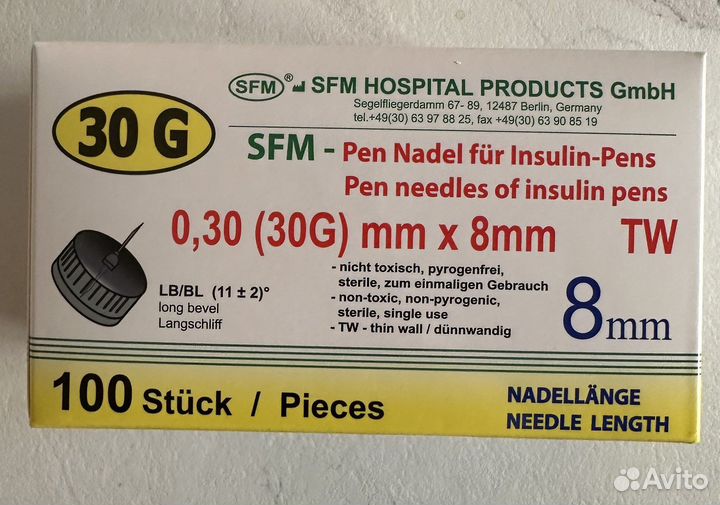 SFM® SFM HOSPITAL PRODUCTS GmbH
Segelfliegerdamm 67- 89, 12487 Berlin, Germany
tel.+49(30) 63 97 88 25, fax +49(30) 63 90 85 19
30 G
SFM - Pen Nadel für Insulin-Pens
Pen needles of insulin pens
0,30 (30G) mm x 8mm TW
LB/BL (11 ± 2)°
long bevel
Langschliff
- nicht toxisch, pyrogenfrei,
sterile, zum einmaligen Gebrauch
- non-toxic, non-pyrogenic,
sterile, single use
- TW - thin wall / dünnwandig
8mm
100 Stück / Pieces
NADELLÄNGE
NEEDLE LENGTH
Avito